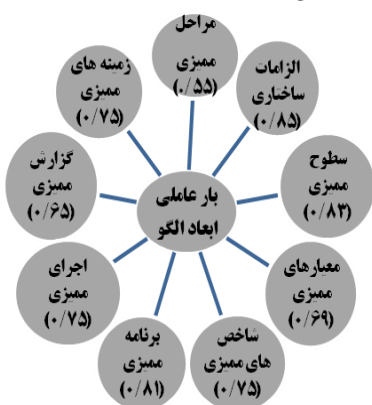 مراحل
ممیزی
(۰/۵۵)
الزامات
ساختاری
(۰/۸۵)
سطوح
ممیزی
(۰/۸۳)
معیارهای
ممیزی
(۰/۶۹)
شاخص
های ممیزی
(۰/۷۵)
برنامه
ممیزی
(۰/۸۱)
اجرای
ممیزی
(۰/۷۵)
گزارش
ممیزی
(۰/۶۵)
زمینه های
ممیزی
(۰/۷۵)
بار عاملی
ابعاد الگو